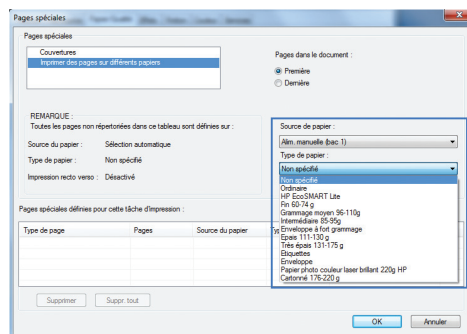 Pages spéciales
Pages spéciales
Couvertures
Imprimer des pages sur différents papiers
Pages dans le document :
Première
Dernière
REMARQUE :
Toutes les pages non répertoriées dans ce tableau sont définies sur :
Source du papier : Sélection automatique
Type de papier : Non spécifié
Impression recto verso : Désactivé
Source de papier :
Alim. manuelle (bac 1)
Type de papier :
Non spécifié
Non spécifié
Ordinaire
HP EcoSMART Lite
Fin 60-74 g
Grammage moyen 96-110g
Intermédiaire 85-95g
Enveloppe à fort grammage
Epais 111-130 g
Très épais 131-175 g
Etiquettes
Enveloppe
Papier photo couleur laser brillant 220g HP
Cartonné 176-220 g
Pages spéciales définies pour cette tâche d'impression :
Type de page Pages Source du papier
Supprimer Suppr. tout
OK Annuler